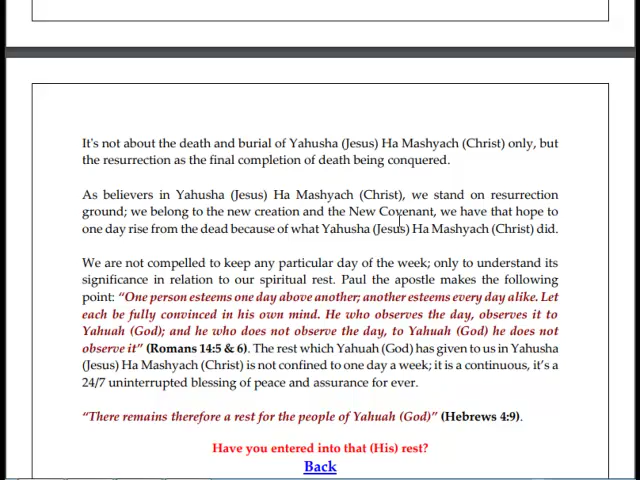 It's not about the death and burial of Yahusha (Jesus) Ha Mashyach (Christ) only, but
the resurrection as the final completion of death being conquered.
As believers in Yahusha (Jesus) Ha Mashyach (Christ), we stand on resurrection
ground; we belong to the new creation and the New Covenant, we have that hope to
one day rise from the dead because of what Yahusha (Jesus) Ha Mashyach (Christ) did.
We are not compelled to keep any particular day of the week; only to understand its
significance in relation to our spiritual rest. Paul the apostle makes the following
point: “One person esteems one day above another; another esteems every day alike. Let
each be fully convinced in his own mind. He who observes the day, observes it to
Yahuah (God); and he who does not observe the day, to Yahuah (God) he does not
observe it” (Romans 14:5 & 6). The rest which Yahuah (God) has given to us in Yahusha
(Jesus) Ha Mashyach (Christ) is not confined to one day a week; it is a continuous, it's a
24/7 uninterrupted blessing of peace and assurance for ever.
“There remains therefore a rest for the people of Yahuah (God)” (Hebrews 4:9).
Have you entered into that (His) rest?
Back